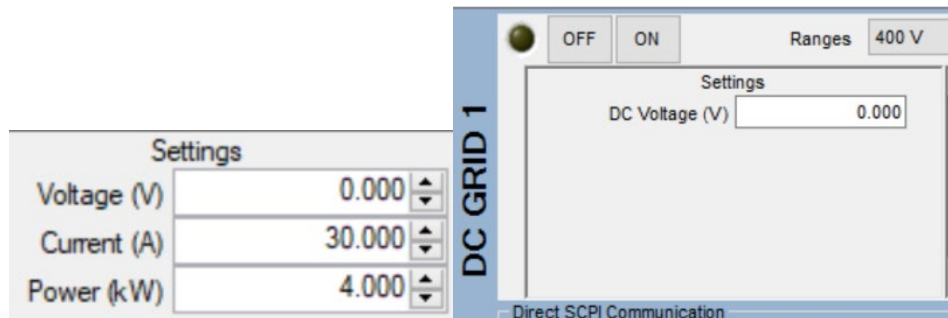 Settings
Voltage (V) 0.000
Current (A) 30.000
Power (kW) 4.000
DC GRID 1
OFF ON Ranges 400 V
Settings
DC Voltage (V) 0.000
Direct SCPI Communication